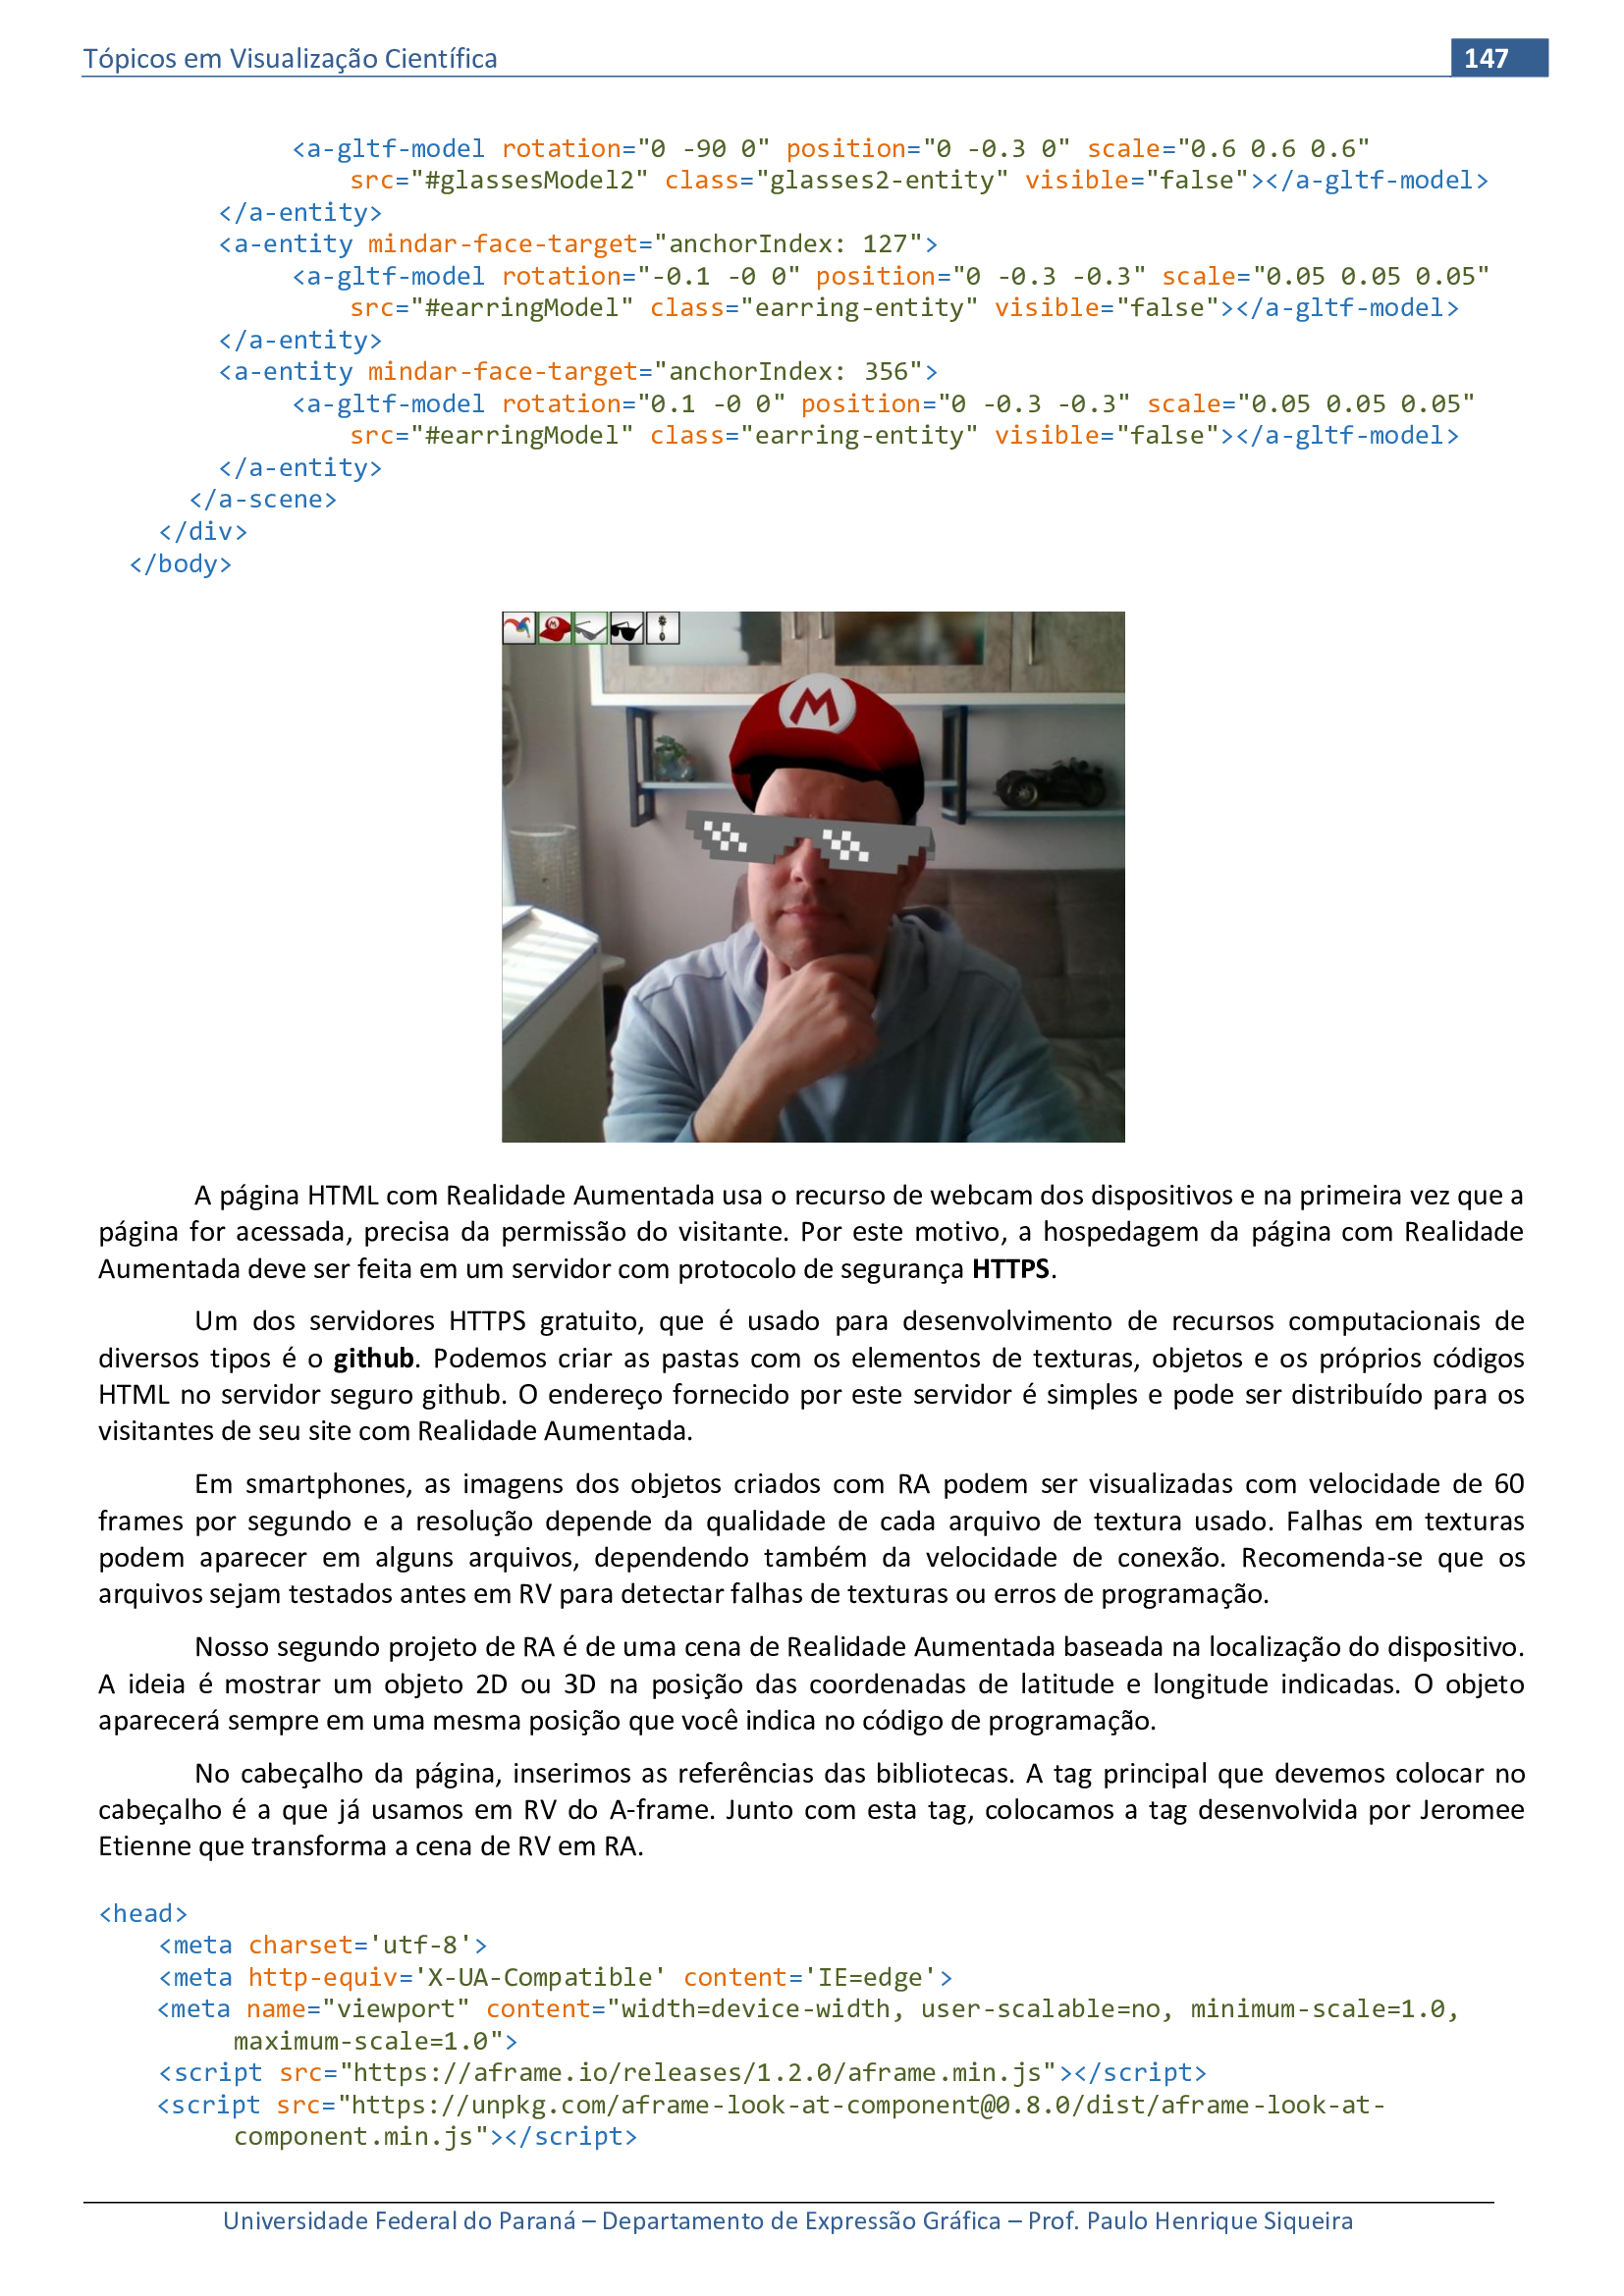 Tópicos em Visualização Científica 147
<a-gltf-model rotation="0 -90 0" position="0 -0.3 0" scale="0.6 0.6 0.6"
src="#glassesModel2" class="glasses2-entity" visible="false"></a-gltf-model>
</a-entity>
<a-entity mindar-face-target="anchorIndex: 127">
<a-gltf-model rotation="-0.1 -0 0" position="0 -0.3 -0.3" scale="0.05 0.05 0.05"
src="#earringModel" class="earring-entity" visible="false"></a-gltf-model>
</a-entity>
<a-entity mindar-face-target="anchorIndex: 356">
<a-gltf-model rotation="0.1 -0 0" position="0 -0.3 -0.3" scale="0.05 0.05 0.05"
src="#earringModel" class="earring-entity" visible="false"></a-gltf-model>
</a-entity>
</a-scene>
</div>
</body>
M
M
A página HTML com Realidade Aumentada usa o recurso de webcam dos dispositivos e na primeira vez que a
página for acessada, precisa da permissão do visitante. Por este motivo, a hospedagem da página com Realidade
Aumentada deve ser feita em um servidor com protocolo de segurança HTTPS.
Um dos servidores HTTPS gratuito, que é usado para desenvolvimento de recursos computacionais de
diversos tipos é o github. Podemos criar as pastas com os elementos de texturas, objetos e os próprios códigos
HTML no servidor seguro github. O endereço fornecido por este servidor é simples e pode ser distribuído para os
visitantes de seu site com Realidade Aumentada.
Em smartphones, as imagens dos objetos criados com RA podem ser visualizadas com velocidade de 60
frames por segundo e a resolução depende da qualidade de cada arquivo de textura usado. Falhas em texturas
podem aparecer em alguns arquivos, dependendo também da velocidade de conexão. Recomenda-se que os
arquivos sejam testados antes em RV para detectar falhas de texturas ou erros de programação.
Nosso segundo projeto de RA é de uma cena de Realidade Aumentada baseada na localização do dispositivo.
A ideia é mostrar um objeto 2D ou 3D na posição das coordenadas de latitude e longitude indicadas. O objeto
aparecerá sempre em uma mesma posição que você indica no código de programação.
No cabeçalho da página, inserimos as referências das bibliotecas. A tag principal que devemos colocar no
cabeçalho é a que já usamos em RV do A-frame. Junto com esta tag, colocamos a tag desenvolvida por Jeromee
Etienne que transforma a cena de RV em RA.
<head>
<meta charset='utf-8'>
<meta http-equiv='X-UA-Compatible' content='IE=edge'>
<meta name="viewport" content="width=device-width, user-scalable=no, minimum-scale=1.0,
maximum-scale=1.0">
<script src="https://aframe.io/releases/1.2.0/aframe.min.js"></script>
<script src="https://unpkg.com/aframe-look-at-component@0.8.0/dist/aframe-look-at-
component.min.js"></script>
Universidade Federal do Paraná – Departamento de Expressão Gráfica – Prof. Paulo Henrique Siqueira